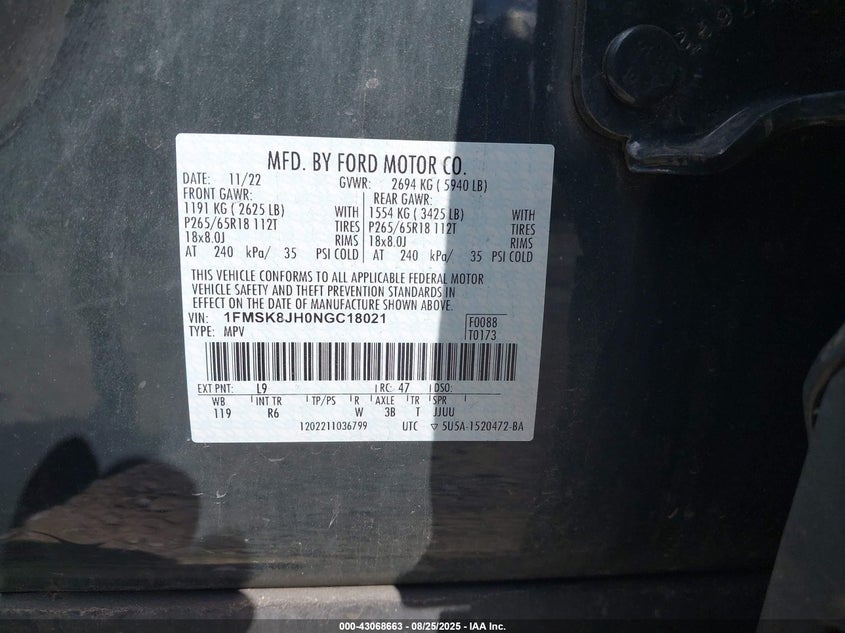 MFD. BY FORD MOTOR CO.
DATE: 11/22 GVWR: 2694 KG ( 5940 LB)
FRONT GAWR: REAR GAWR:
1191 KG ( 2625 LB) WITH 1554 KG ( 3425 LB) WITH
P265/65R18 112T TIRES P265/65R18 112T TIRES
18x8.0J RIMS 18x8.0J RIMS
AT 240 kPa/ 35 PSI COLD AT 240 kPa/ 35 PSI COLD
THIS VEHICLE CONFORMS TO ALL APPLICABLE FEDERAL MOTOR
VEHICLE SAFETY AND THEFT PREVENTION STANDARDS IN
EFFECT ON THE DATE OF MANUFACTURE SHOWN ABOVE.
VIN: 1FMSK8JH0NGC18021 F0088
TYPE: MPV T0173
EXT PNT: L9 RC: 47 DSO:
WB INT TR TP/PS R AXLE TR SPR
119 R6 W 3B T JJUU
1202211036799 UTC ▽ 5U5A-1520472-BA
000-43068663 - 08/25/2025 - IAA Inc.